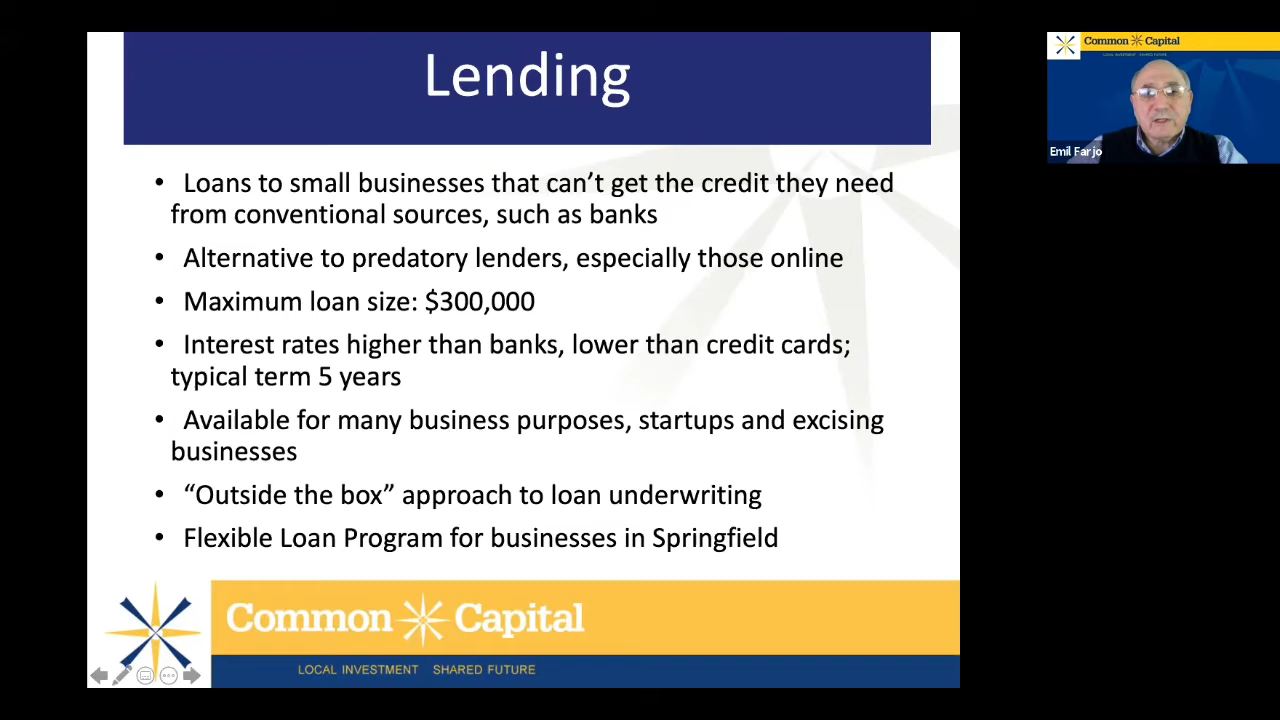 Lending
• Loans to small businesses that can’t get the credit they need
from conventional sources, such as banks
• Alternative to predatory lenders, especially those online
• Maximum loan size: $300,000
• Interest rates higher than banks, lower than credit cards;
typical term 5 years
• Available for many business purposes, startups and excising
businesses
• “Outside the box” approach to loan underwriting
• Flexible Loan Program for businesses in Springfield
Common Capital
LOCAL INVESTMENT SHARED FUTURE
Common Capital
LOCAL INVESTMENT SHARED FUTURE
Emil Farjo